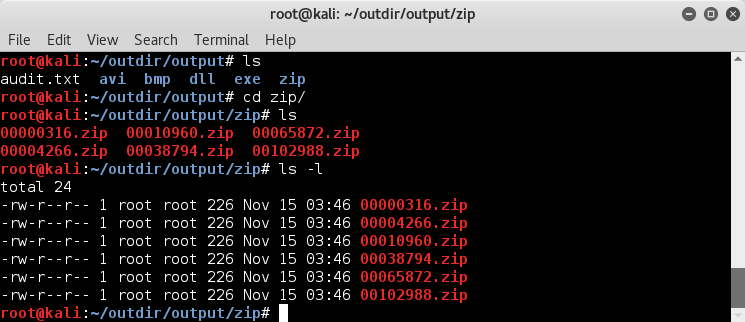 root@kali: ~/outdir/output/zip
File Edit View Search Terminal Help
root@kali:~/outdir/output# ls
audit.txt avi bmp dll exe zip
root@kali:~/outdir/output# cd zip/
root@kali:~/outdir/output/zip# ls
00000316.zip 00010960.zip 00065872.zip
00004266.zip 00038794.zip 00102988.zip
root@kali:~/outdir/output/zip# ls -l
total 24
-rw-r--r-- 1 root root 226 Nov 15 03:46 00000316.zip
-rw-r--r-- 1 root root 226 Nov 15 03:46 00004266.zip
-rw-r--r-- 1 root root 226 Nov 15 03:46 00010960.zip
-rw-r--r-- 1 root root 226 Nov 15 03:46 00038794.zip
-rw-r--r-- 1 root root 226 Nov 15 03:46 00065872.zip
-rw-r--r-- 1 root root 226 Nov 15 03:46 00102988.zip
root@kali:~/outdir/output/zip#